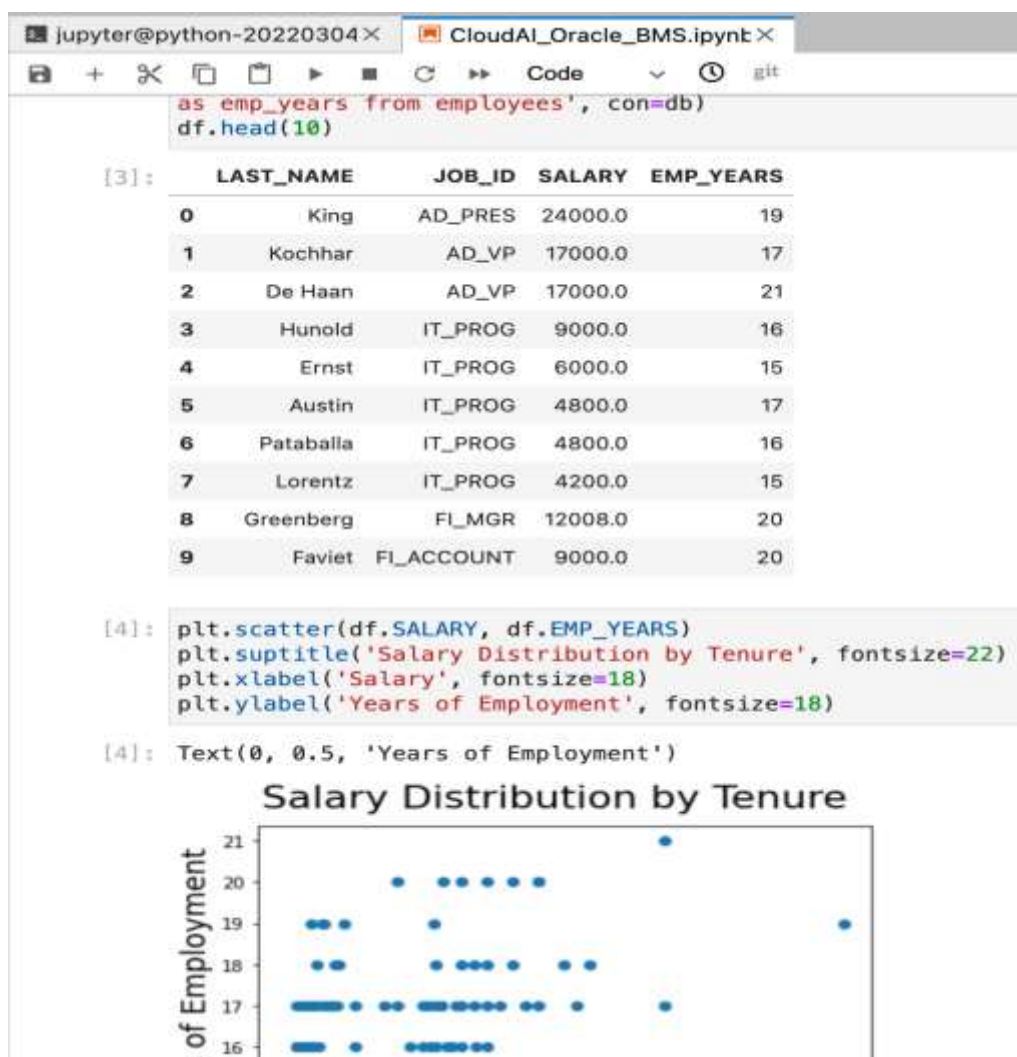 jupyter@python-20220304 × CloudAI_Oracle_BMS.ipynb ×
Code git
as emp_years from employees', con=db)
df.head(10)
[3]: LAST_NAME JOB_ID SALARY EMP_YEARS
0 King AD_PRES 24000.0 19
1 Kochhar AD_VP 17000.0 17
2 De Haan AD_VP 17000.0 21
3 Hunold IT_PROG 9000.0 16
4 Ernst IT_PROG 6000.0 15
5 Austin IT_PROG 4800.0 17
6 Pataballa IT_PROG 4800.0 16
7 Lorentz IT_PROG 4200.0 15
8 Greenberg FI_MGR 12008.0 20
9 Faviet FI_ACCOUNT 9000.0 20
[4]: plt.scatter(df.SALARY, df.EMP_YEARS)
plt.suptitle('Salary Distribution by Tenure', fontsize=22)
plt.xlabel('Salary', fontsize=18)
plt.ylabel('Years of Employment', fontsize=18)
[4]: Text(0, 0.5, 'Years of Employment')
Salary Distribution by Tenure
of Employment
21
20
19
18
17
16